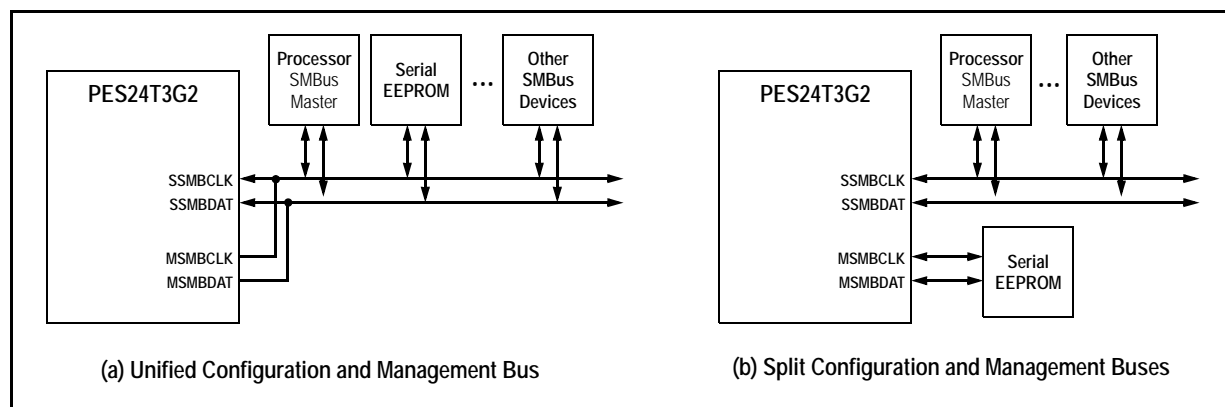 PES24T3G2
Processor
SMBus
Master
Serial
EEPROM
...
Other
SMBus
Devices
SSMBCLK
SSMBDAT
MSMBCLK
MSMBDAT
(a) Unified Configuration and Management Bus
PES24T3G2
Processor
SMBus
Master
...
Other
SMBus
Devices
SSMBCLK
SSMBDAT
MSMBCLK
MSMBDAT
Serial
EEPROM
(b) Split Configuration and Management Buses